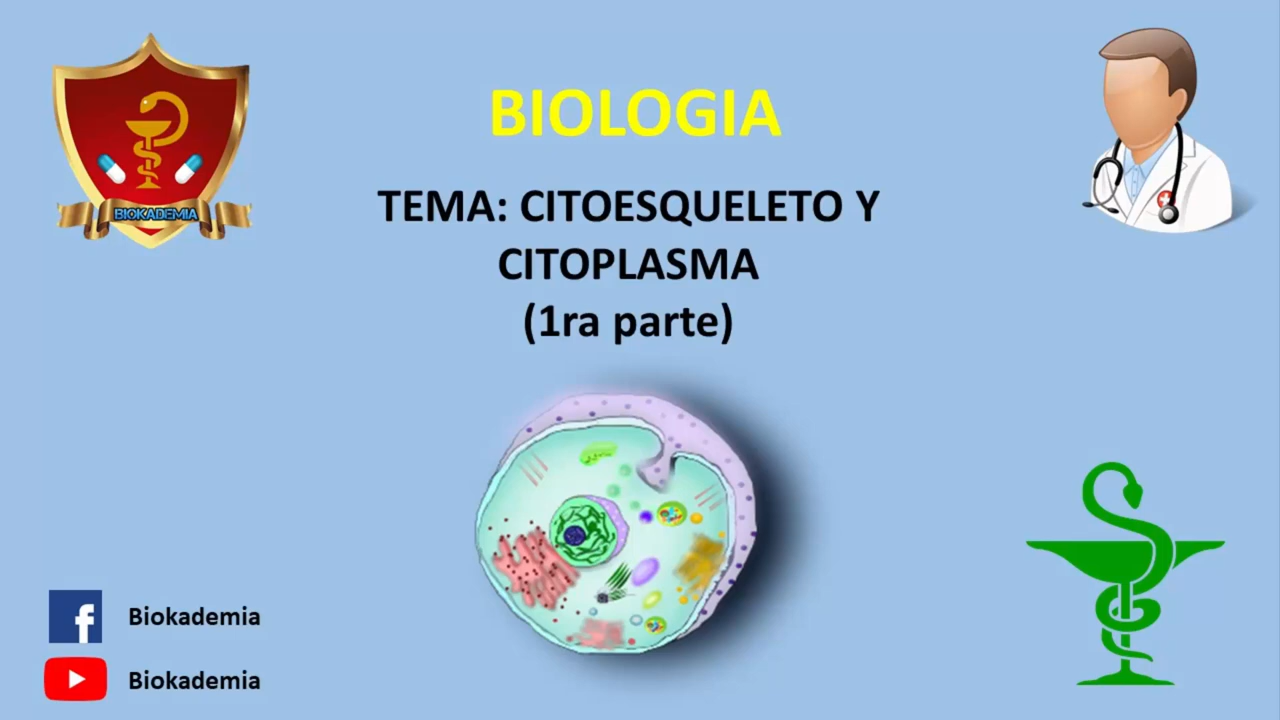 BIOKADEMIA
BIOLOGIA
TEMA: CITOESQUELETO Y
CITOPLASMA
(1ra parte)
f
Biokademia
Biokademia